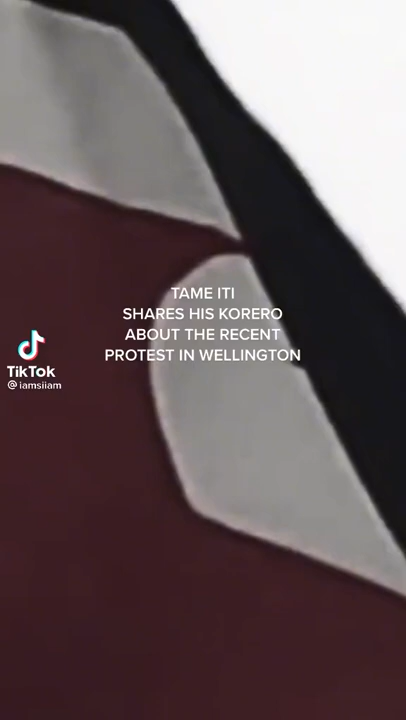 TAME ITI
SHARES HIS KORERO
ABOUT THE RECENT
PROTEST IN WELLINGTON
TikTok
@iamsiiam